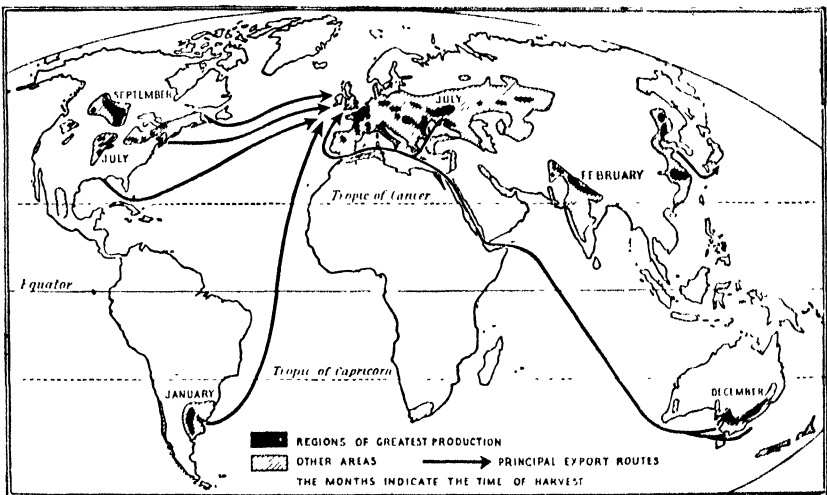 SEPTEMBER
JULY
JULY
FEBRUARY
Tropic of Cancer
Equator
Tropic of Capricorn
JANUARY
DECEMBER
REGIONS OF GREATEST PRODUCTION
OTHER AREAS PRINCIPAL EXPORT ROUTES
THE MONTHS INDICATE THE TIME OF HARVEST